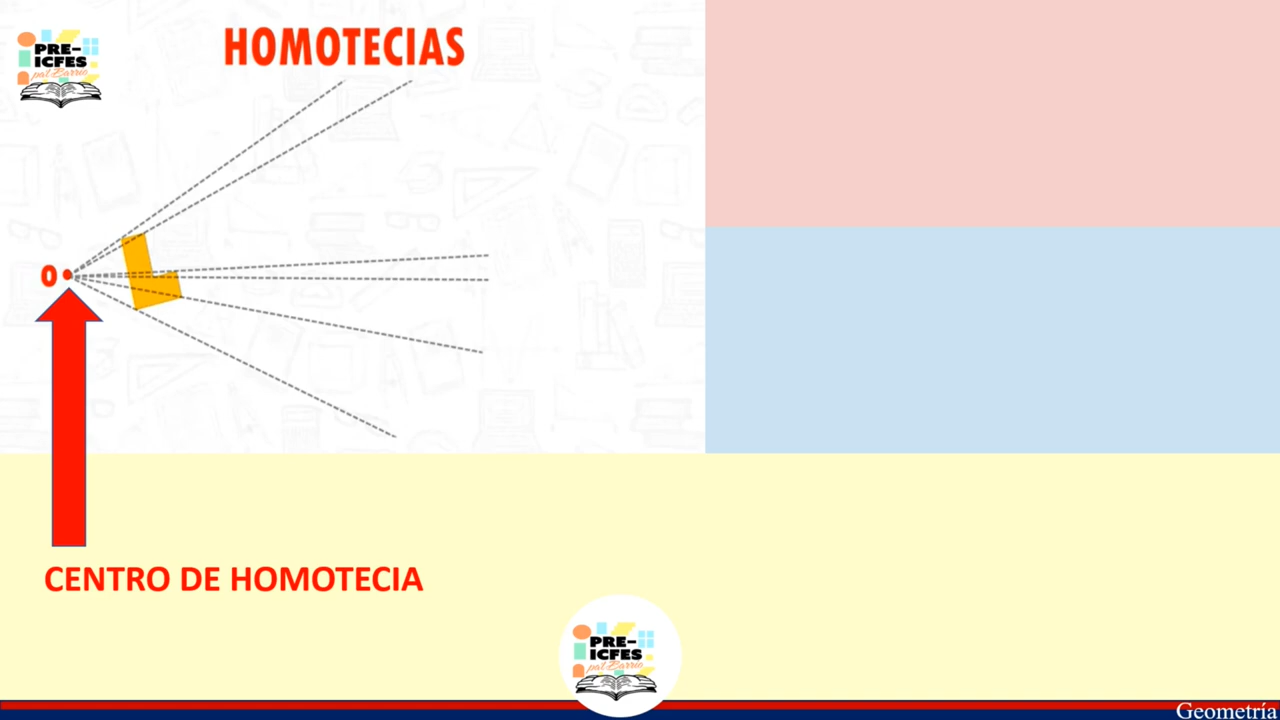 PRE-
ICFES
pal Barrio
HOMOTECIAS
O
CENTRO DE HOMOTECIA
PRE-
ICFES
pal Barrio
Geometría